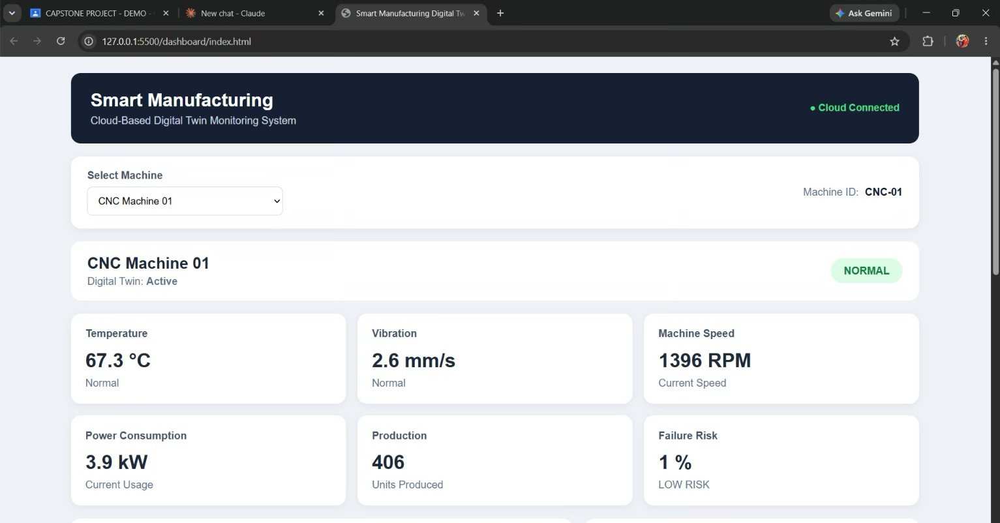 CAPSTONE PROJECT - DEMO -
New chat - Claude
Smart Manufacturing Digital Tw
Ask Gemini
127.0.0.1:5500/dashboard/index.html
Smart Manufacturing
Cloud-Based Digital Twin Monitoring System
● Cloud Connected
Select Machine
CNC Machine 01
Machine ID: CNC-01
CNC Machine 01
Digital Twin: Active
NORMAL
Temperature
67.3 °C
Normal
Vibration
2.6 mm/s
Normal
Machine Speed
1396 RPM
Current Speed
Power Consumption
3.9 kW
Current Usage
Production
406
Units Produced
Failure Risk
1 %
LOW RISK